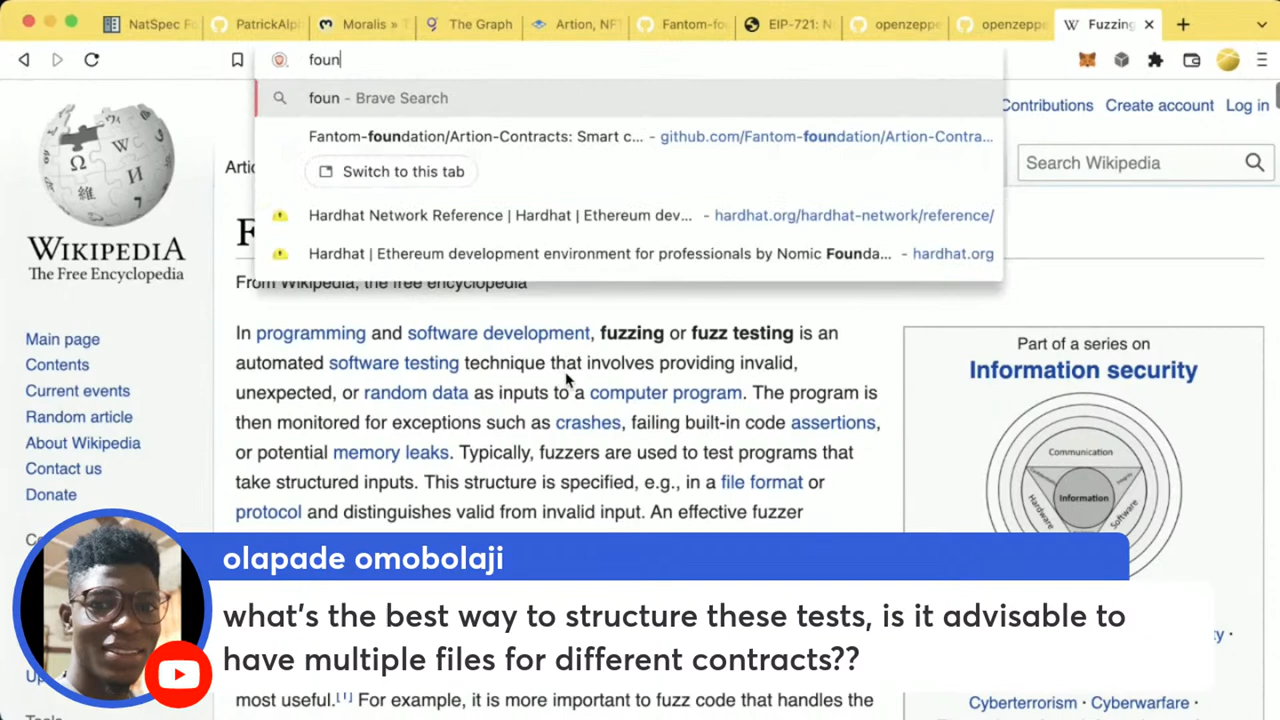 NatSpec Fo
PatrickAlp
Moralis » T
The Graph
Artion, NF
Fantom-fo
EIP-721: N
openzeppe
openzeppe
Fuzzing
foun
foun - Brave Search
Fantom-foundation/Artion-Contracts: Smart c... - github.com/Fantom-foundation/Artion-Contra...
Switch to this tab
Hardhat Network Reference | Hardhat | Ethereum dev... - hardhat.org/hardhat-network/reference/
Hardhat | Ethereum development environment for professionals by Nomic Founda... - hardhat.org
Contributions Create account Log in
Artic
Search Wikipedia
WIKIPEDIA
The Free Encyclopedia
F
From Wikipedia, the free encyclopedia
Main page
Contents
Current events
Random article
About Wikipedia
Contact us
Donate
In programming and software development, fuzzing or fuzz testing is an
automated software testing technique that involves providing invalid,
unexpected, or random data as inputs to a computer program. The program is
then monitored for exceptions such as crashes, failing built-in code assertions,
or potential memory leaks. Typically, fuzzers are used to test programs that
take structured inputs. This structure is specified, e.g., in a file format or
protocol and distinguishes valid from invalid input. An effective fuzzer
Part of a series on
Information security
Communication
Information
Hardware
Software
olapade omobolaji
what's the best way to structure these tests, is it advisable to
have multiple files for different contracts??
most useful.[1] For example, it is more important to fuzz code that handles the
Cyberterrorism · Cyberwarfare ·
Tools